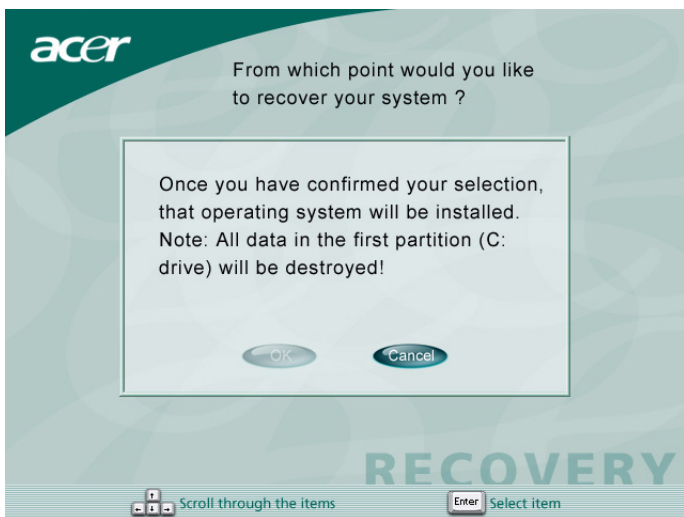 acer
From which point would you like
to recover your system ?
Once you have confirmed your selection,
that operating system will be installed.
Note: All data in the first partition (C:
drive) will be destroyed!
OK Cancel
RECOVERY
↑
← ↓ → Scroll through the items Enter Select item